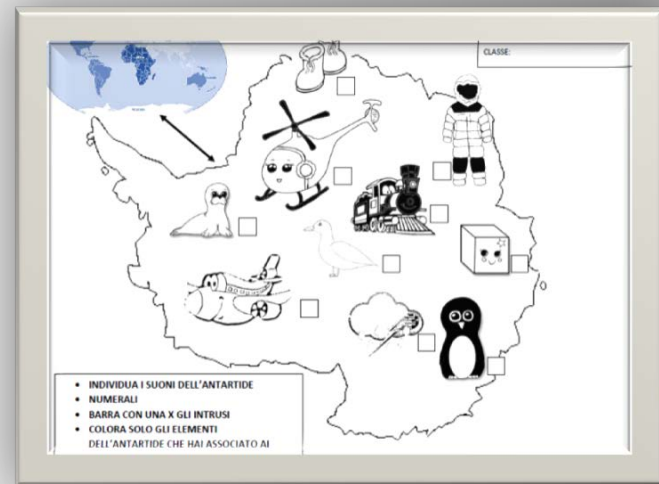 CLASSE:
• INDIVIDUA I SUONI DELL'ANTARTIDE
• NUMERALI
• BARRA CON UNA X GLI INTRUSI
• COLORA SOLO GLI ELEMENTI
DELL'ANTARTIDE CHE HAI ASSOCIATO AI